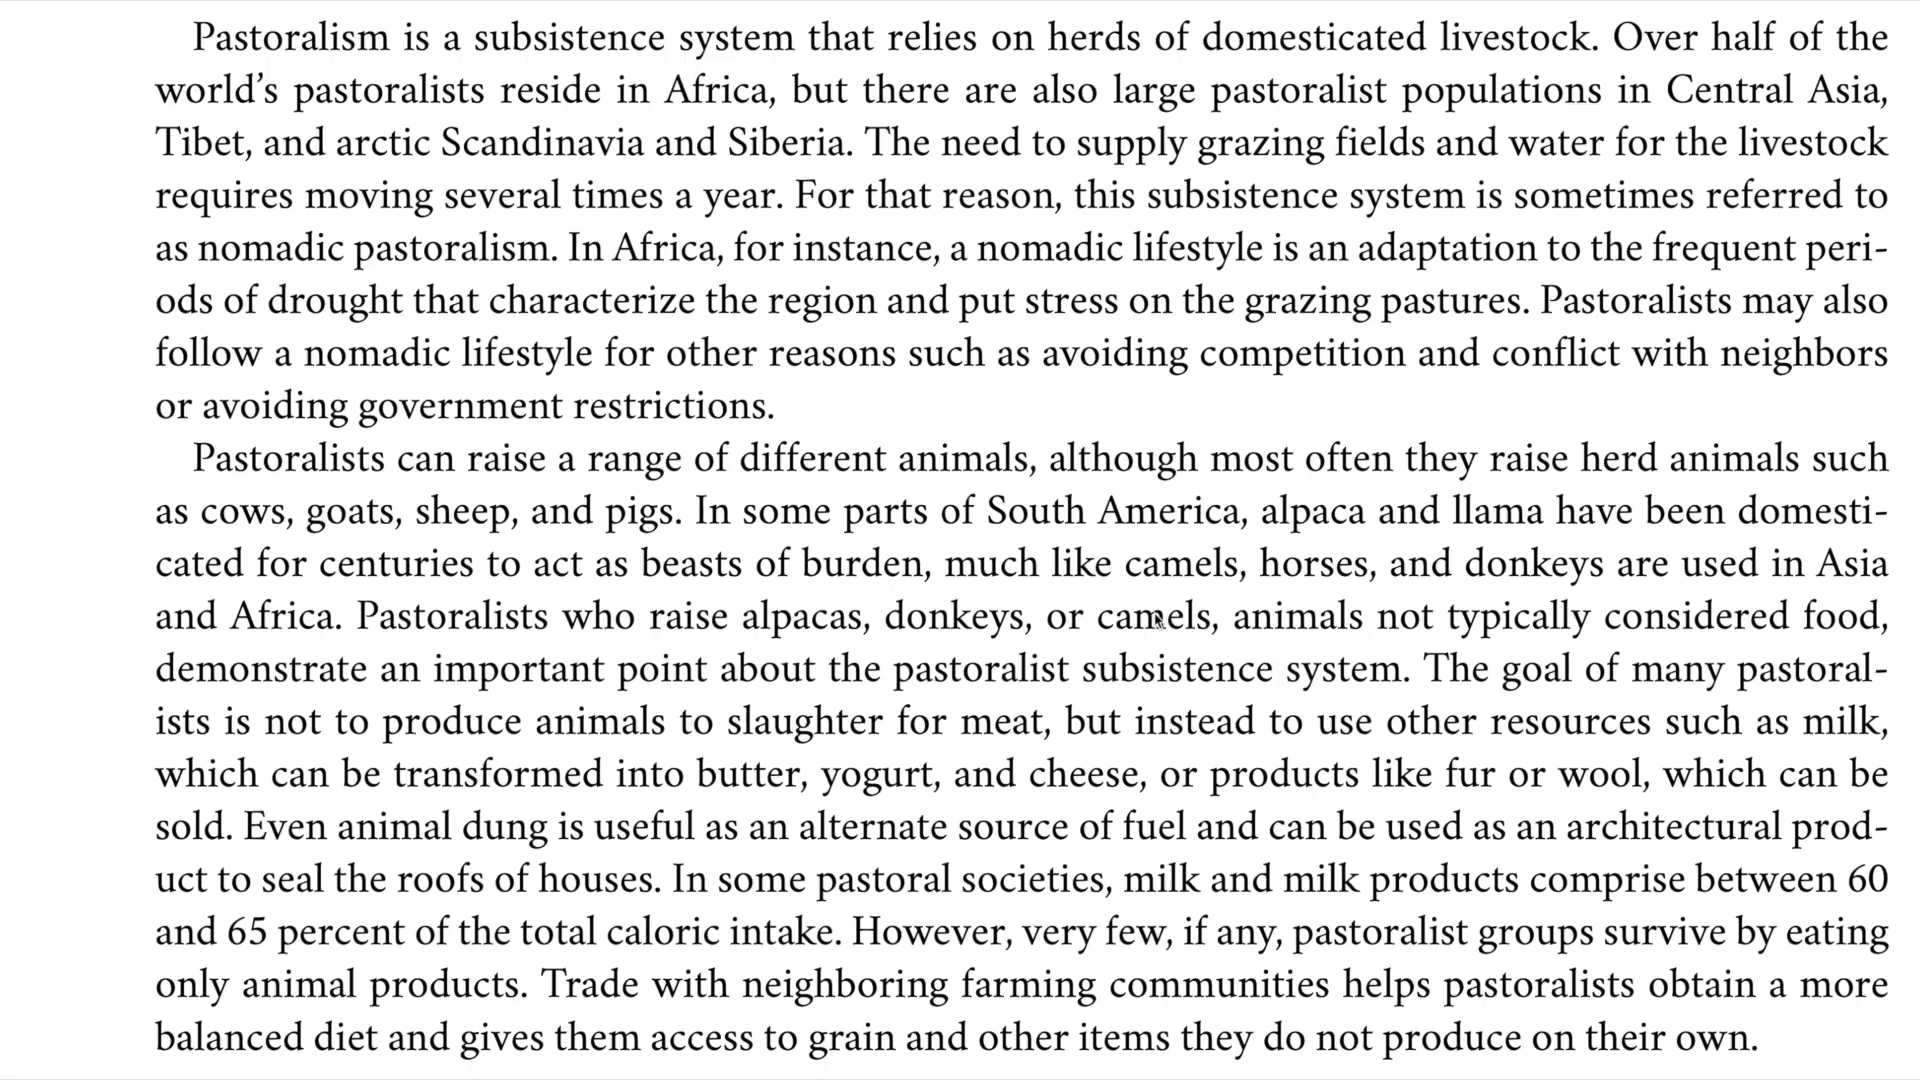 Pastoralism is a subsistence system that relies on herds of domesticated livestock. Over half of the
world’s pastoralists reside in Africa, but there are also large pastoralist populations in Central Asia,
Tibet, and arctic Scandinavia and Siberia. The need to supply grazing fields and water for the livestock
requires moving several times a year. For that reason, this subsistence system is sometimes referred to
as nomadic pastoralism. In Africa, for instance, a nomadic lifestyle is an adaptation to the frequent peri-
ods of drought that characterize the region and put stress on the grazing pastures. Pastoralists may also
follow a nomadic lifestyle for other reasons such as avoiding competition and conflict with neighbors
or avoiding government restrictions.
Pastoralists can raise a range of different animals, although most often they raise herd animals such
as cows, goats, sheep, and pigs. In some parts of South America, alpaca and llama have been domesti-
cated for centuries to act as beasts of burden, much like camels, horses, and donkeys are used in Asia
and Africa. Pastoralists who raise alpacas, donkeys, or camels, animals not typically considered food,
demonstrate an important point about the pastoralist subsistence system. The goal of many pastoral-
ists is not to produce animals to slaughter for meat, but instead to use other resources such as milk,
which can be transformed into butter, yogurt, and cheese, or products like fur or wool, which can be
sold. Even animal dung is useful as an alternate source of fuel and can be used as an architectural prod-
uct to seal the roofs of houses. In some pastoral societies, milk and milk products comprise between 60
and 65 percent of the total caloric intake. However, very few, if any, pastoralist groups survive by eating
only animal products. Trade with neighboring farming communities helps pastoralists obtain a more
balanced diet and gives them access to grain and other items they do not produce on their own.